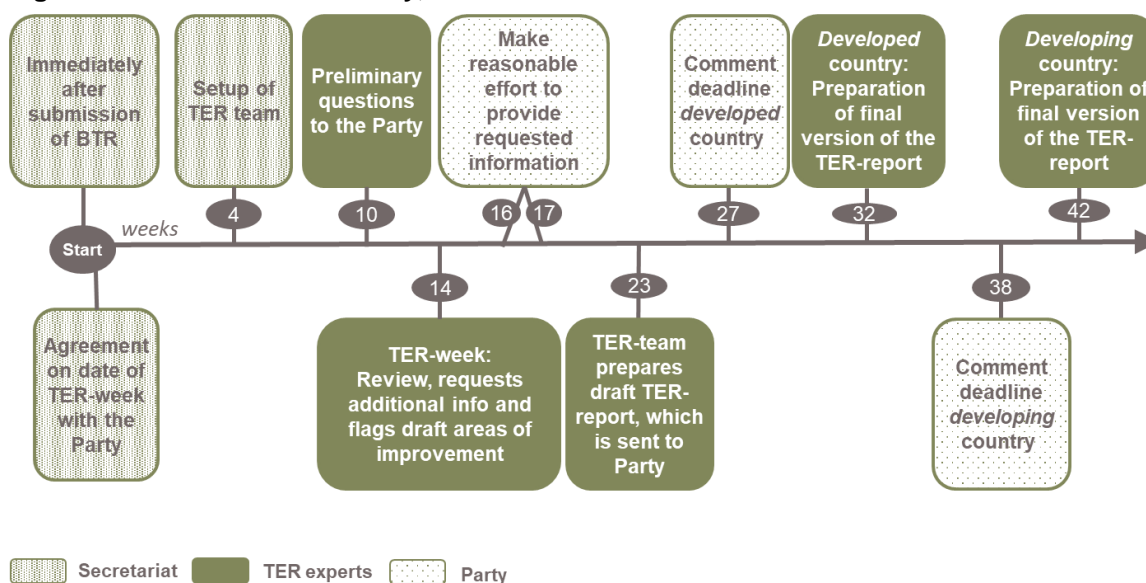 Immediately
after
submission
of BTR
Setup of
TER team
Preliminary
questions
to the Party
Make
reasonable
effort to
provide
requested
information
Comment
deadline
developed
country
Developed
country:
Preparation
of final
version of the
TER-report
Developing
country:
Preparation of
final version
of the TER-
report
Start
weeks
4
10
16
17
27
32
42
14
23
38
Agreement
on date of
TER-week
with the
Party
TER-week:
Review, requests
additional info and
flags draft areas of
improvement
TER-team
prepares
draft TER-
report, which
is sent to
Party
Comment
deadline
developing
country
Secretariat
TER experts
Party